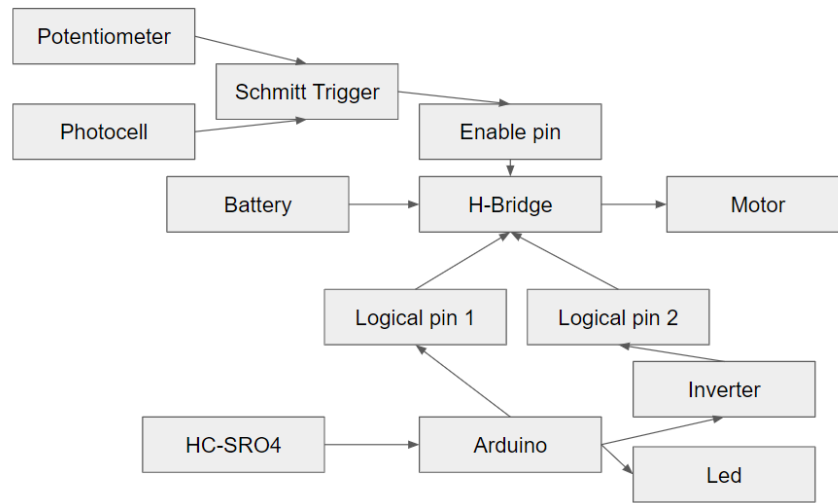 Potentiometer
Schmitt Trigger
Photocell
Enable pin
Battery
H-Bridge
Motor
Logical pin 1
Logical pin 2
Inverter
HC-SRO4
Arduino
Led